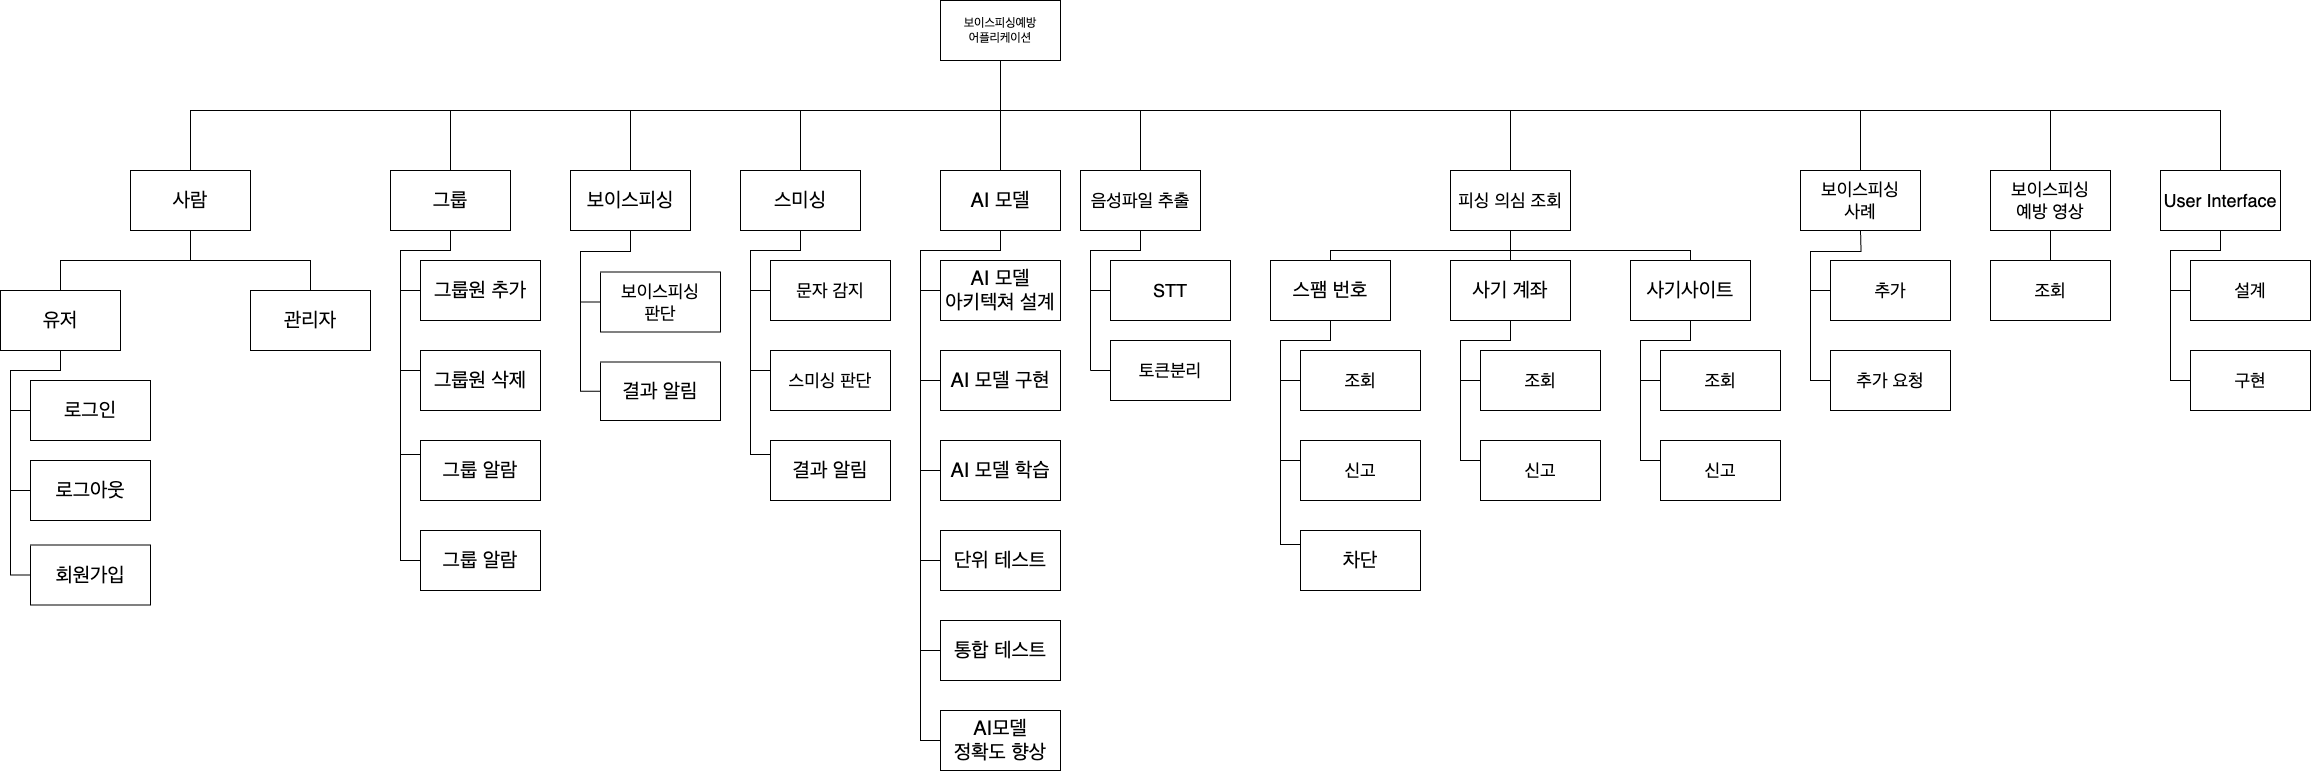 보이스피싱예방
어플리케이션
사람
그룹
보이스피싱
스미싱
AI 모델
음성파일 추출
피싱 의심 조회
보이스피싱
사례
보이스피싱
예방 영상
User Interface
유저
관리자
로그인
로그아웃
회원가입
그룹원 추가
그룹원 삭제
그룹 알람
그룹 알람
보이스피싱
판단
결과 알림
문자 감지
스미싱 판단
결과 알림
AI 모델
아키텍쳐 설계
AI 모델 구현
AI 모델 학습
단위 테스트
통합 테스트
AI모델
정확도 향상
STT
토큰분리
스팸 번호
조회
신고
차단
사기 계좌
조회
신고
사기사이트
조회
신고
추가
추가 요청
조회
설계
구현